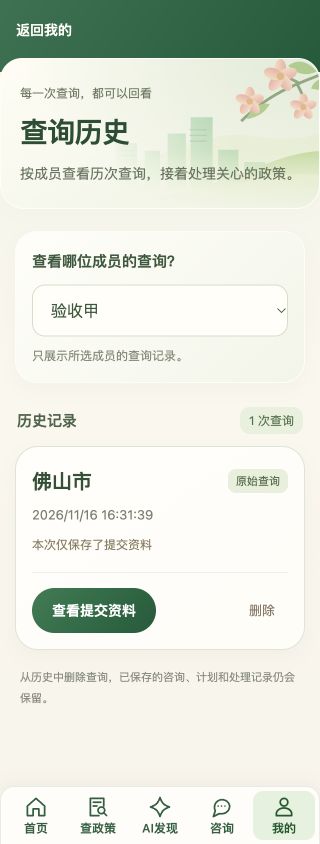 返回我的
每一次查询，都可以回看
查询历史
按成员查看历次查询，接着处理关心的政策。
查看哪位成员的查询?
验收甲
只展示所选成员的查询记录。
历史记录
1 次查询
佛山市
原始查询
2026/11/16 16:31:39
本次仅保存了提交资料
查看提交资料
删除
从历史中删除查询，已保存的咨询、计划和处理记录仍会
保留。
首页
查政策
AI发现
咨询
我的